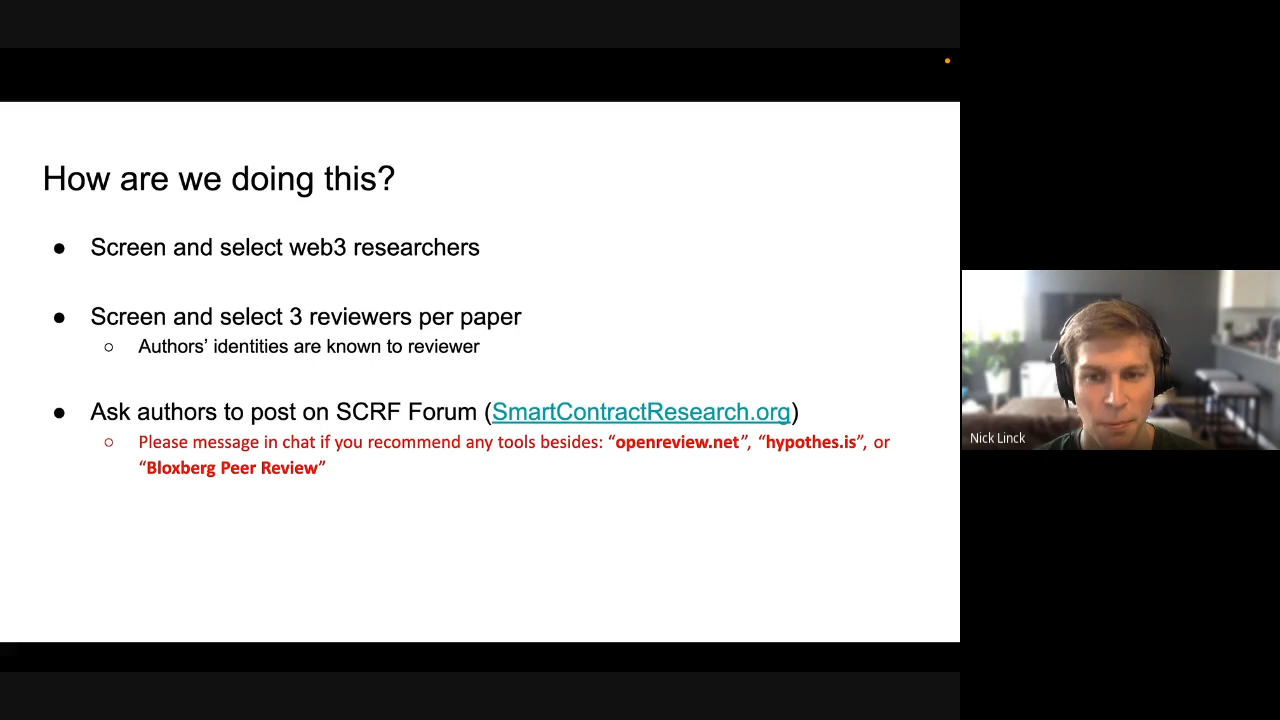 How are we doing this?
● Screen and select web3 researchers
● Screen and select 3 reviewers per paper
○ Authors’ identities are known to reviewer
● Ask authors to post on SCRF Forum (SmartContractResearch.org)
○ Please message in chat if you recommend any tools besides: “openreview.net”, “hypothes.is”, or
“Bloxberg Peer Review”
Nick Linck